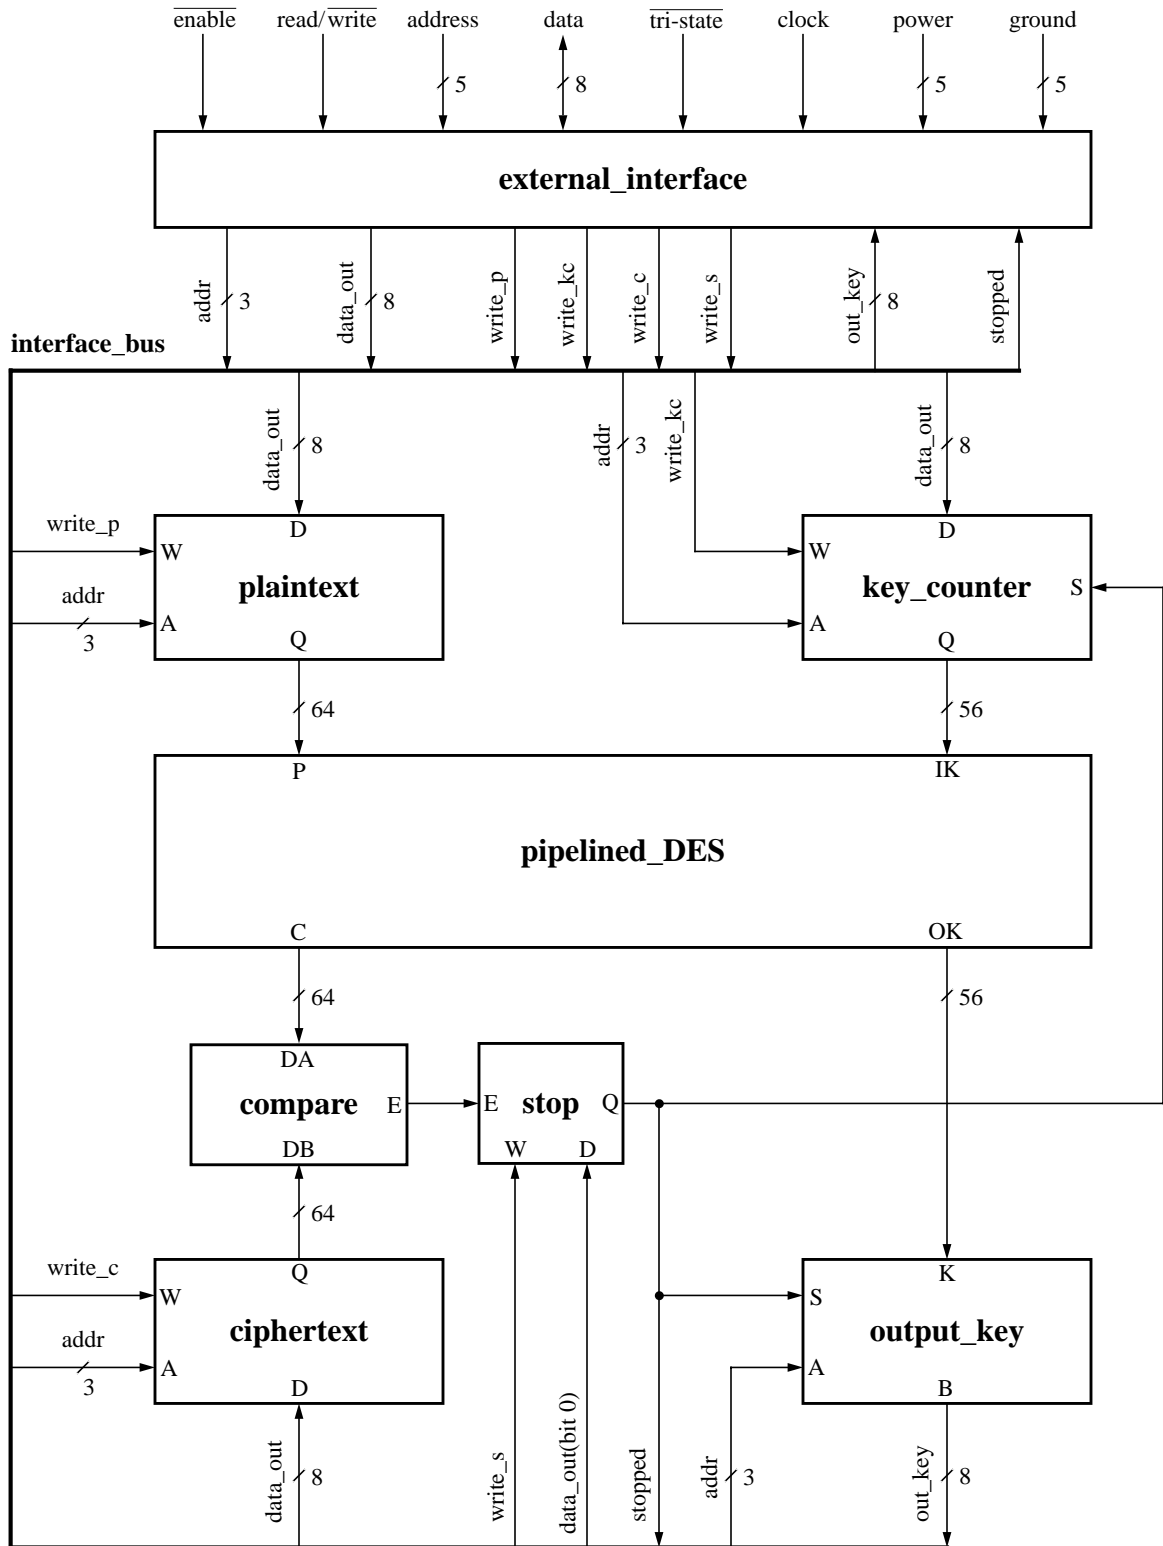 enable read/write address data tri-state clock power ground
5 8 5 5
external_interface
addr 3 data_out 8 write_p write_kc write_c write_s out_key 8 stopped
interface_bus
data_out 8 addr 3 write_kc data_out 8
write_p
W D
plaintext
addr
3
A
Q
W D
key_counter
S
A
Q
64 56
P IK
pipelined_DES
C OK
64 56
DA
compare
E
DB
E
stop
Q
W D
64
write_c
W Q
ciphertext
addr
3
A
D
K
S
output_key
A
B
data_out 8 write_s data_out(bit 0) stopped addr 3 out_key 8